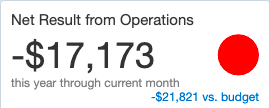 Net Result from Operations
-$17,173
this year through current month
-$21,821 vs. budget